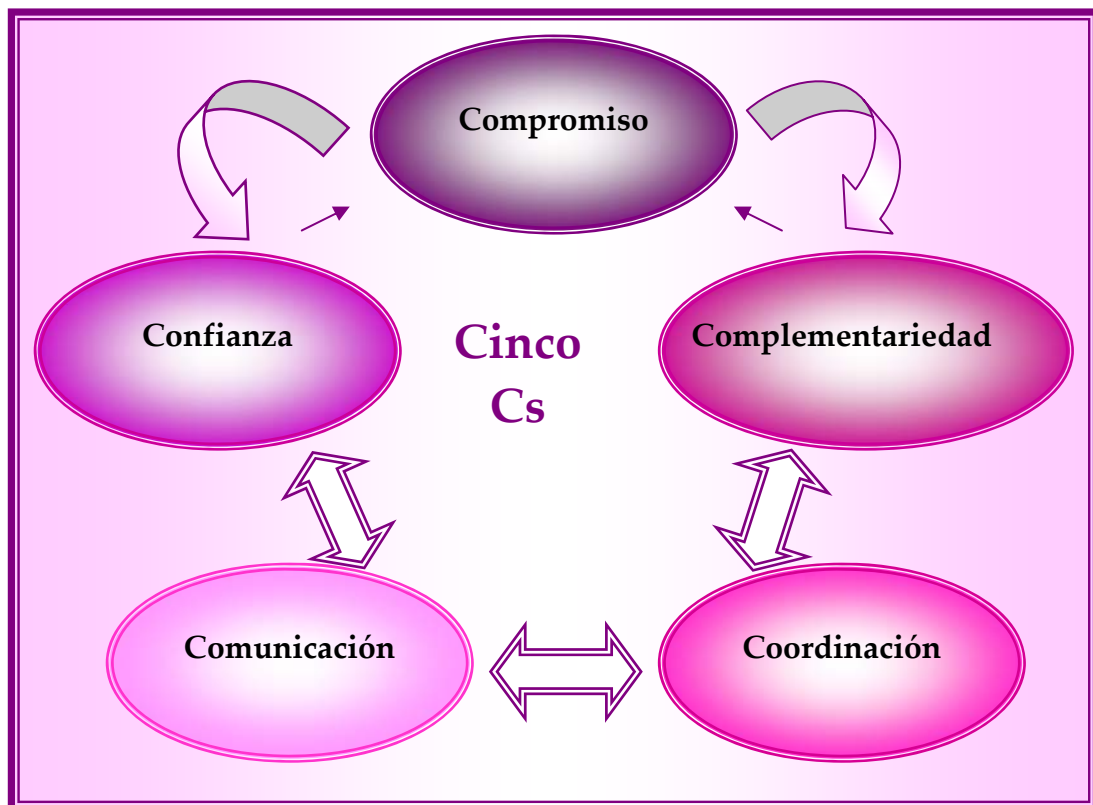 Compromiso
Confianza
Cinco
Cs
Complementariedad
Comunicación
Coordinación